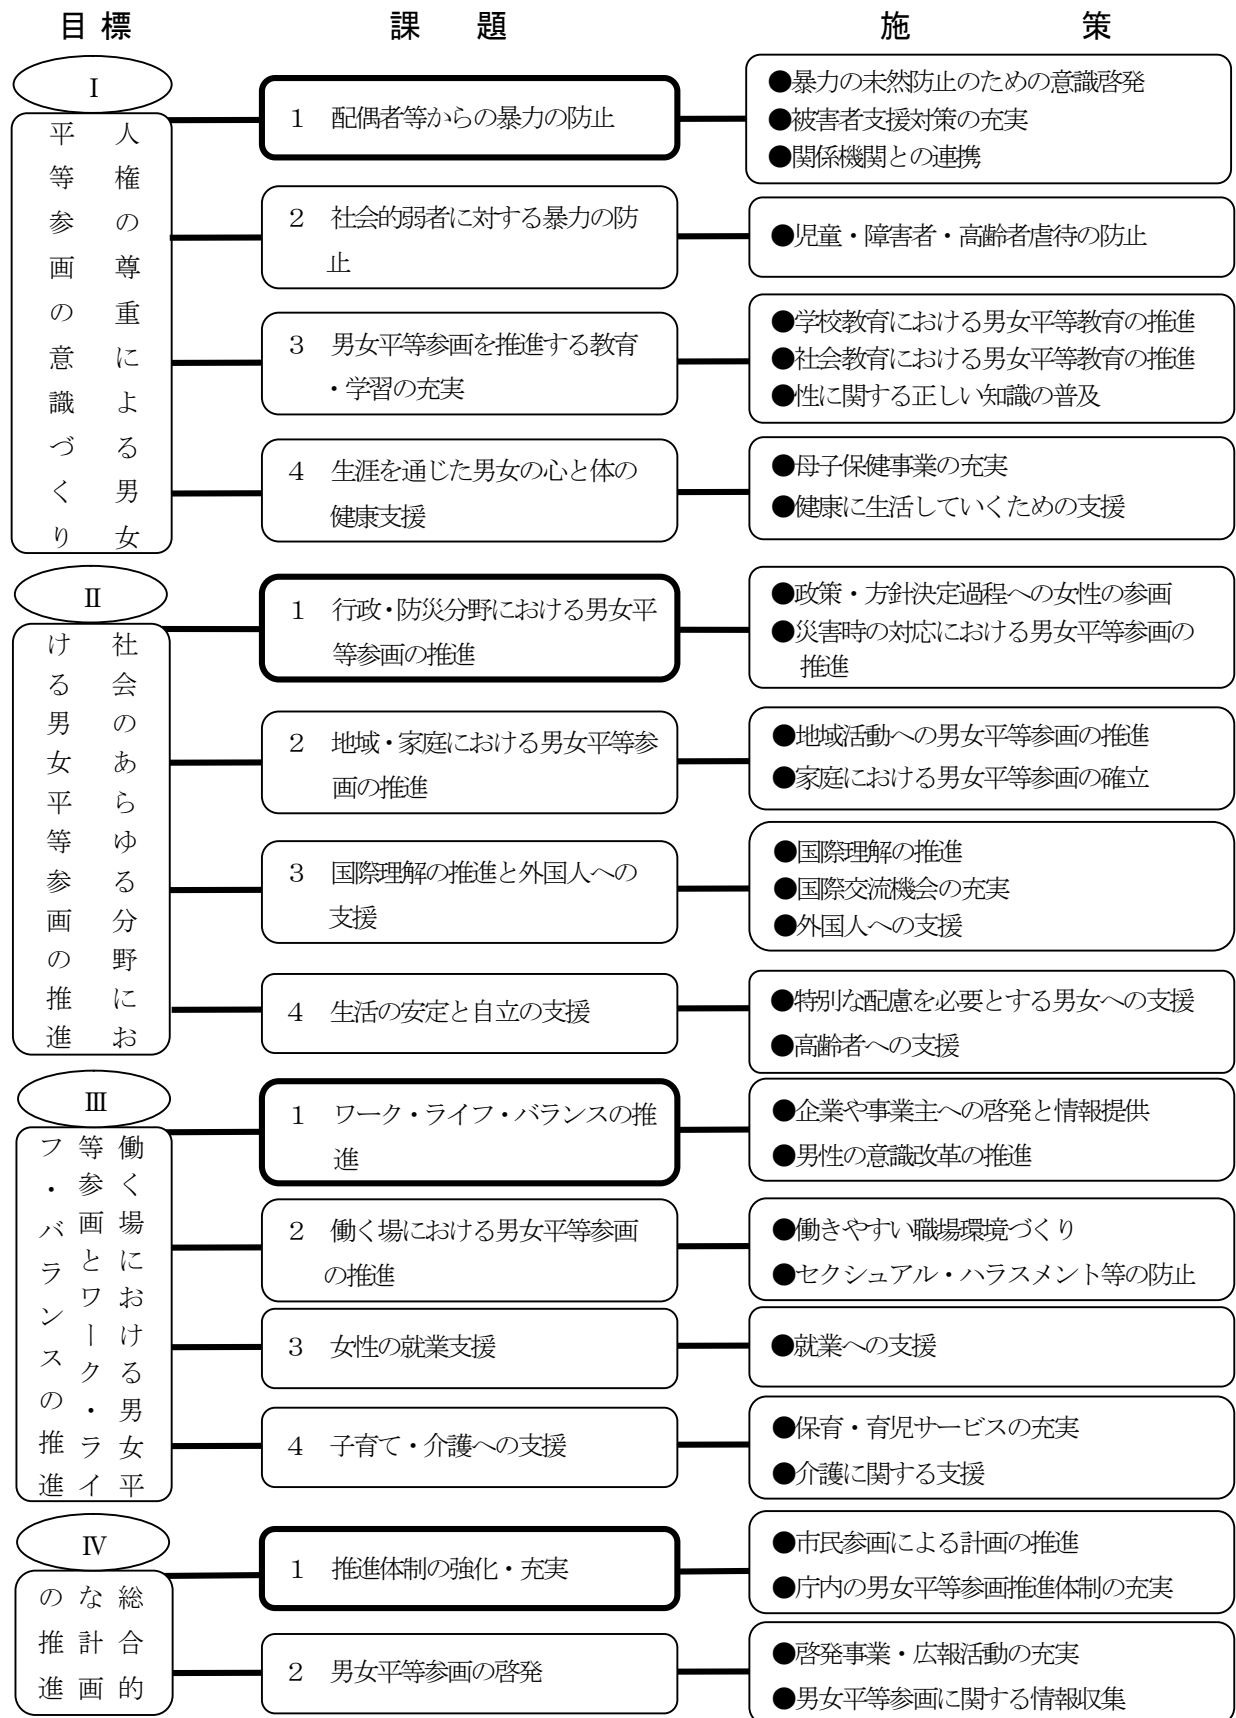 目標 課題 施策
Ⅰ
人権の尊重による男女
平等参画の意識づくり
1 配偶者等からの暴力の防止
●暴力の未然防止のための意識啓発
●被害者支援対策の充実
●関係機関との連携
2 社会的弱者に対する暴力の防
止
●児童・障害者・高齢者虐待の防止
3 男女平等参画を推進する教育
・学習の充実
●学校教育における男女平等教育の推進
●社会教育における男女平等教育の推進
●性に関する正しい知識の普及
4 生涯を通じた男女の心と体の
健康支援
●母子保健事業の充実
●健康に生活していくための支援
Ⅱ
社会のあらゆる分野にお
ける男女平等参画の推進
1 行政・防災分野における男女平
等参画の推進
●政策・方針決定過程への女性の参画
●災害時の対応における男女平等参画の
推進
2 地域・家庭における男女平等参
画の推進
●地域活動への男女平等参画の推進
●家庭における男女平等参画の確立
3 国際理解の推進と外国人への
支援
●国際理解の推進
●国際交流機会の充実
●外国人への支援
4 生活の安定と自立の支援
●特別な配慮を必要とする男女への支援
●高齢者への支援
Ⅲ
働く場における男女平
等参画とワーク・ライ
フ・バランスの推進
1 ワーク・ライフ・バランスの推
進
●企業や事業主への啓発と情報提供
●男性の意識改革の推進
2 働く場における男女平等参画
の推進
●働きやすい職場環境づくり
●セクシュアル・ハラスメント等の防止
3 女性の就業支援
●就業への支援
4 子育て・介護への支援
●保育・育児サービスの充実
●介護に関する支援
Ⅳ
総合的
な計画
の推進
1 推進体制の強化・充実
●市民参画による計画の推進
●庁内の男女平等参画推進体制の充実
2 男女平等参画の啓発
●啓発事業・広報活動の充実
●男女平等参画に関する情報収集